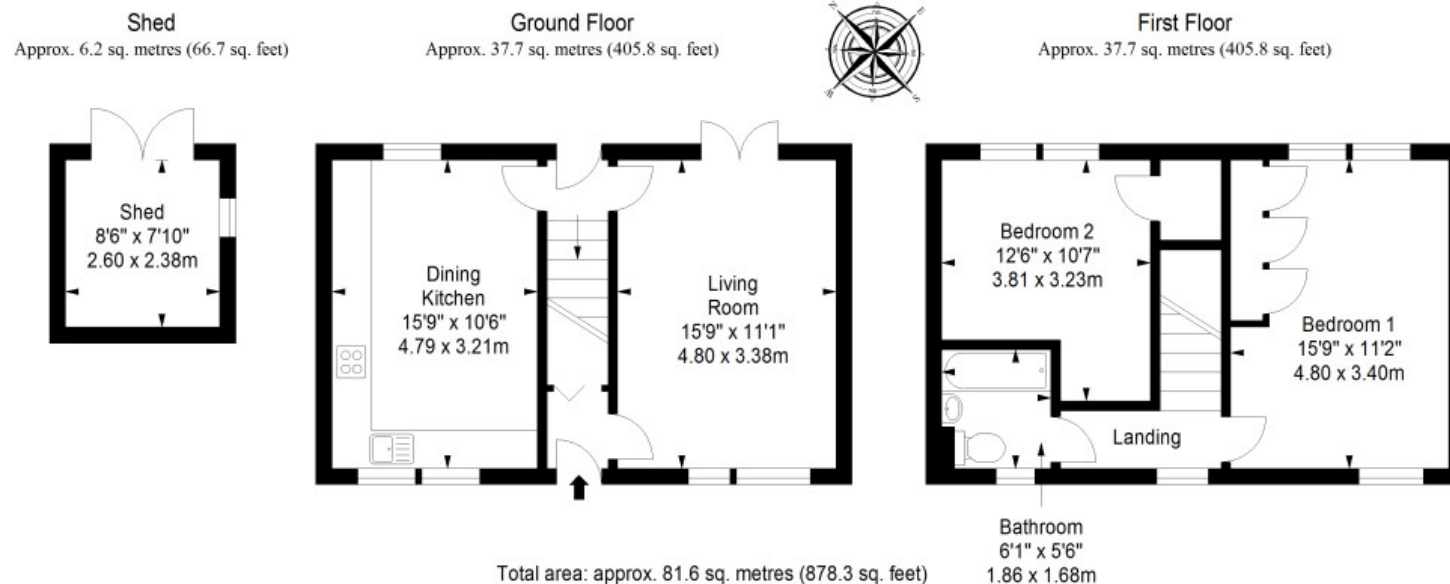 Shed
Approx. 6.2 sq. metres (66.7 sq. feet)
Ground Floor
Approx. 37.7 sq. metres (405.8 sq. feet)
N
E
S
W
First Floor
Approx. 37.7 sq. metres (405.8 sq. feet)
Shed
8'6" x 7'10"
2.60 x 2.38m
Dining
Kitchen
15'9" x 10'6"
4.79 x 3.21m
Living
Room
15'9" x 11'1"
4.80 x 3.38m
Bedroom 2
12'6" x 10'7"
3.81 x 3.23m
Bedroom 1
15'9" x 11'2"
4.80 x 3.40m
Landing
Bathroom
6'1" x 5'6"
1.86 x 1.68m
Total area: approx. 81.6 sq. metres (878.3 sq. feet)